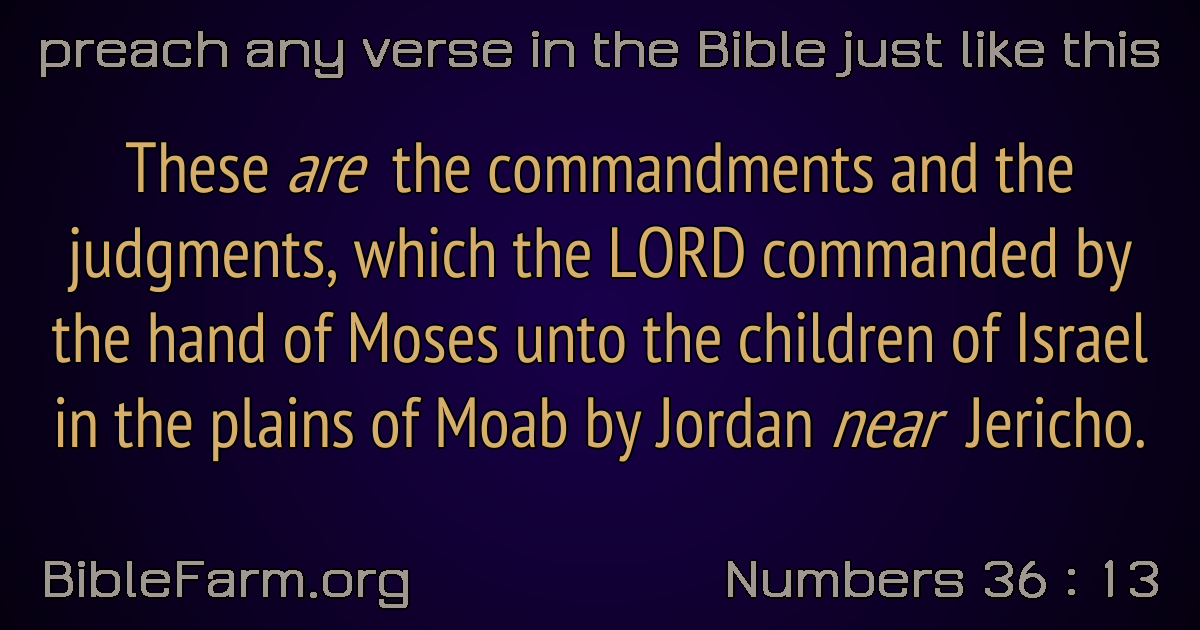 preach any verse in the Bible just like this
These are the commandments and the
judgments, which the LORD commanded by
the hand of Moses unto the children of Israel
in the plains of Moab by Jordan near Jericho.
BibleFarm.org
Numbers 36 : 13